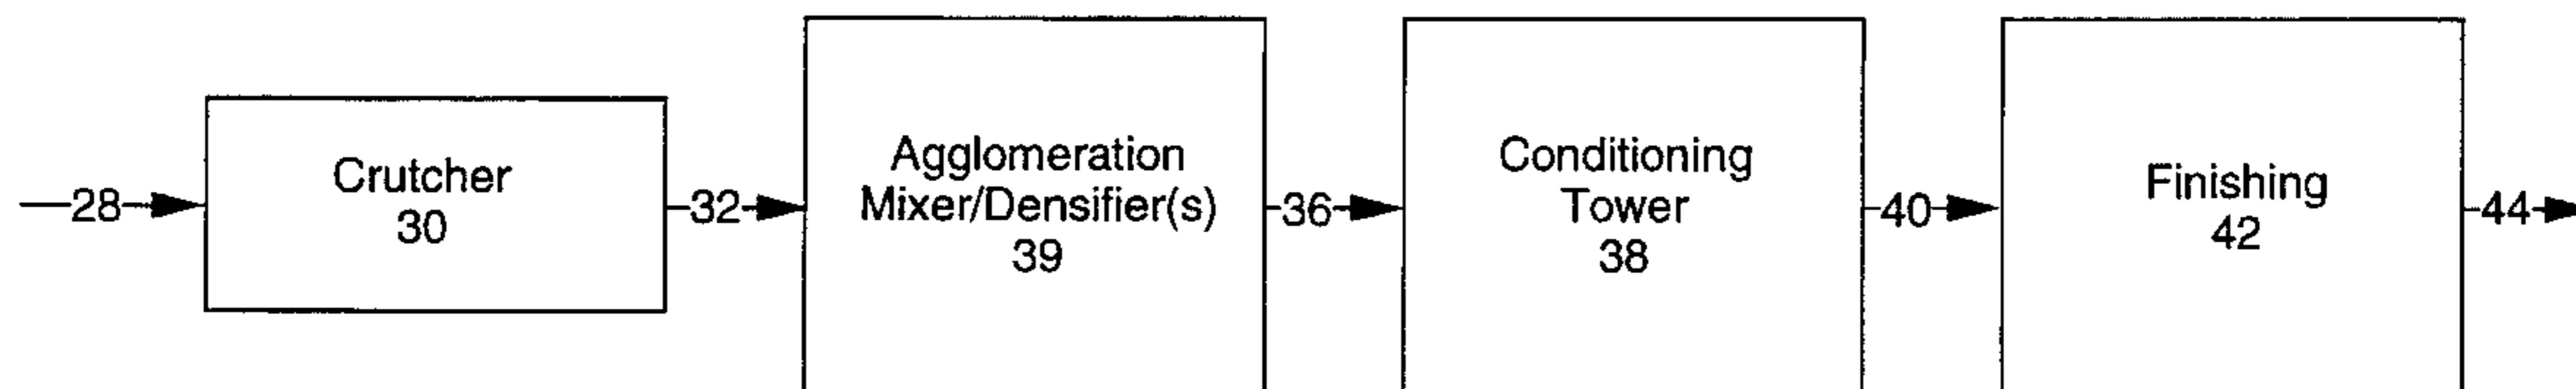 28
Crutcher
30
32
Agglomeration
Mixer/Densifier(s)
39
36
Conditioning
Tower
38
40
Finishing
42
44